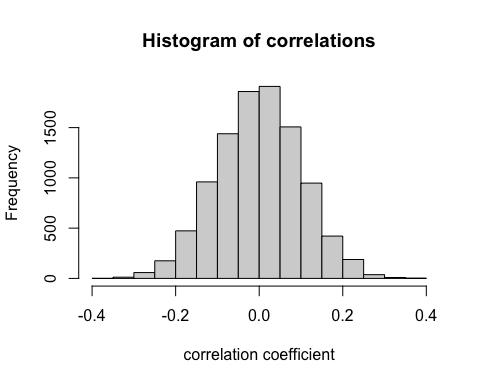 Histogram of correlations
Frequency
1500
1000
500
0
-0.4 -0.2 0.0 0.2 0.4
correlation coefficient